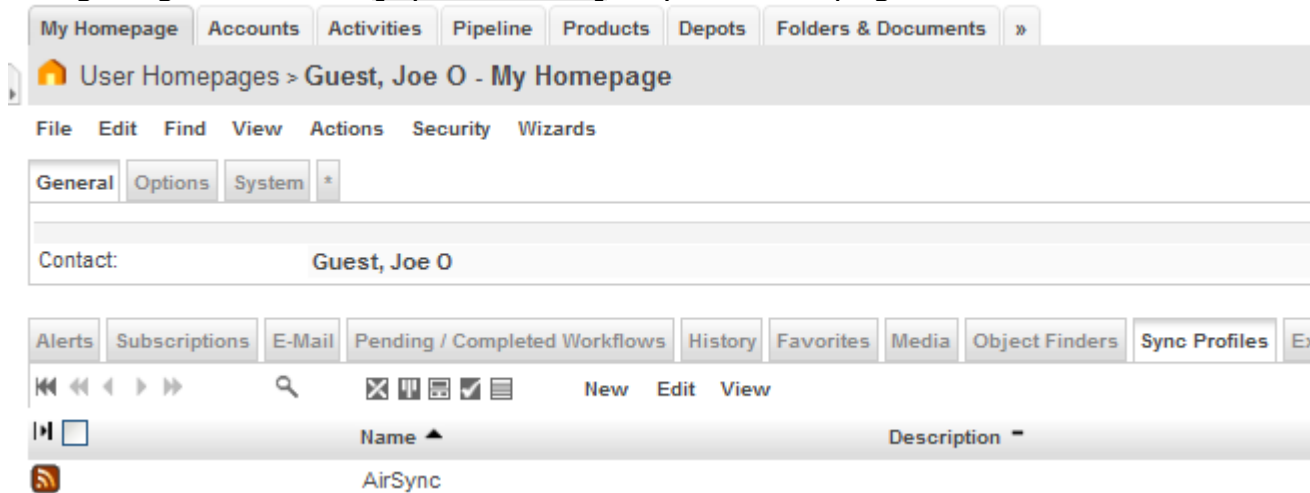 My Homepage Accounts Activities Pipeline Products Depots Folders & Documents »
User Homepages > Guest, Joe O - My Homepage
File Edit Find View Actions Security Wizards
General Options System *
Contact: Guest, Joe O
Alerts Subscriptions E-Mail Pending / Completed Workflows History Favorites Media Object Finders Sync Profiles Ex
New Edit View
Name Description
AirSync